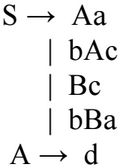 S → Aa
| bAc
| Bc
| bBa
A → d